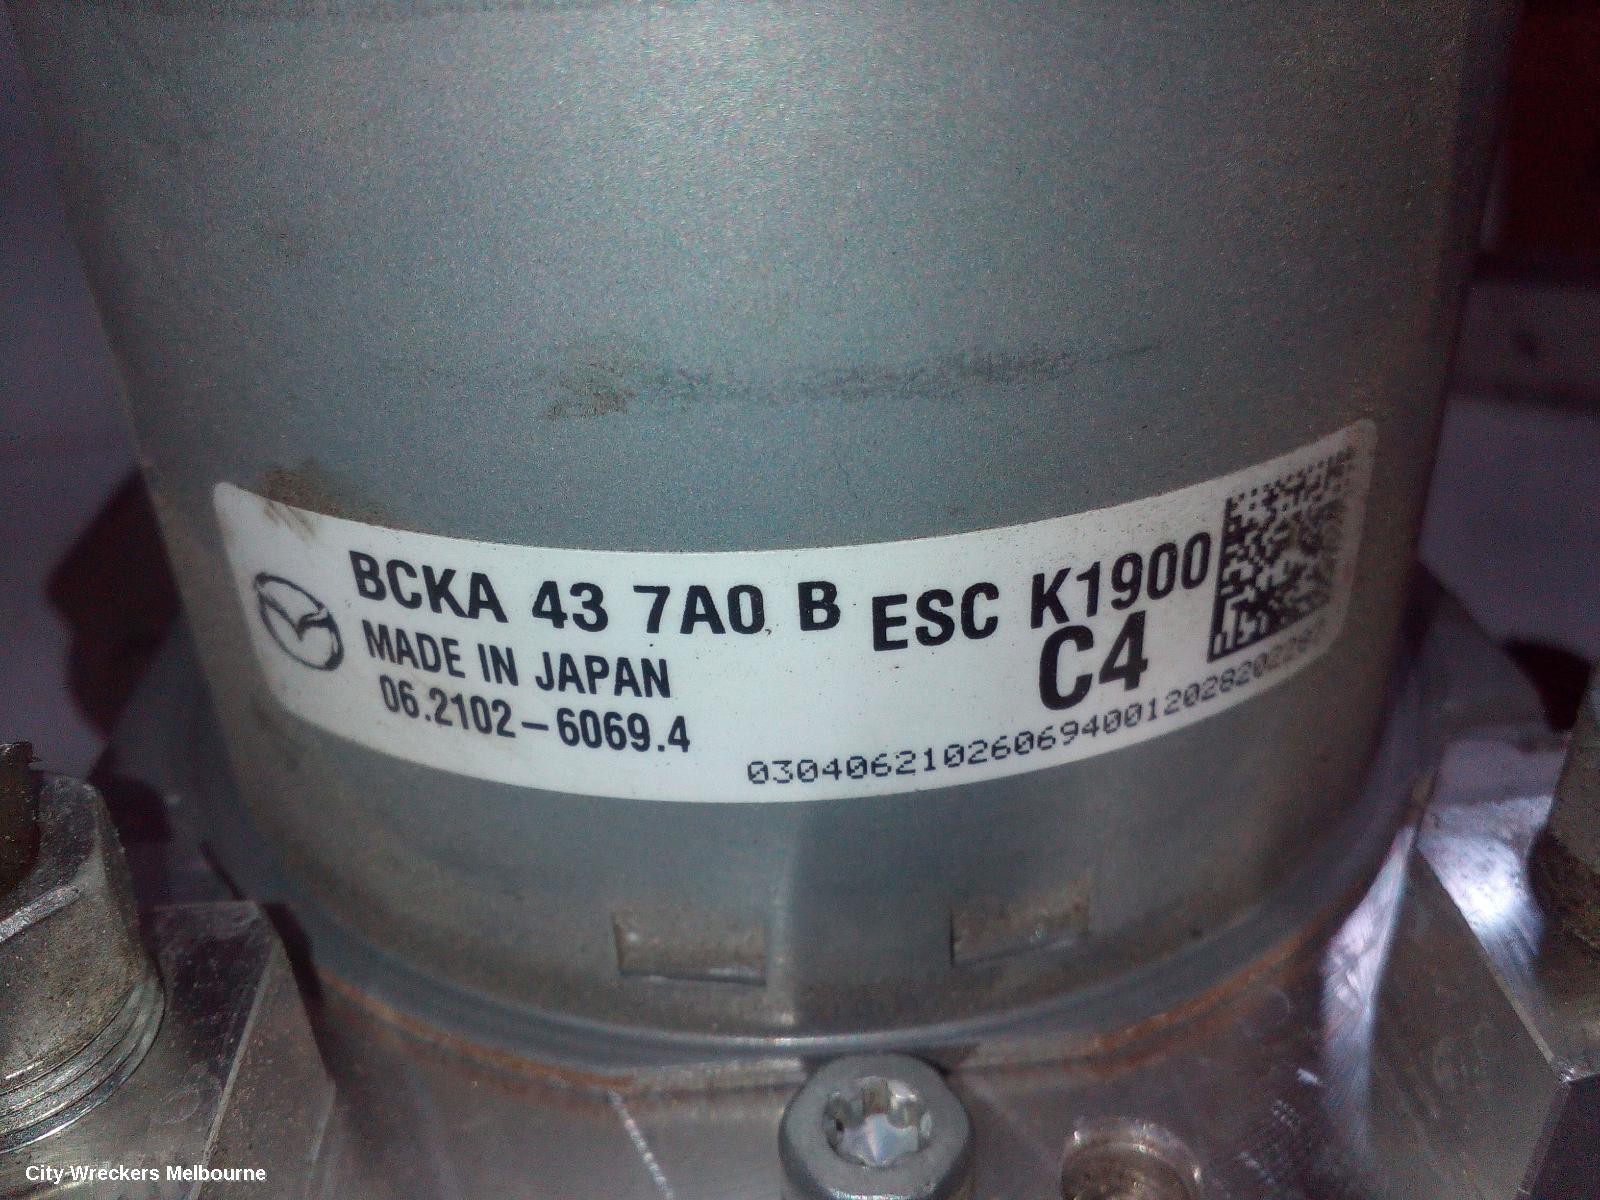 BCKA 43 7A0 B ESC K1900
MADE IN JAPAN
C4
06.2102-6069.4
City Wreckers Melbourne